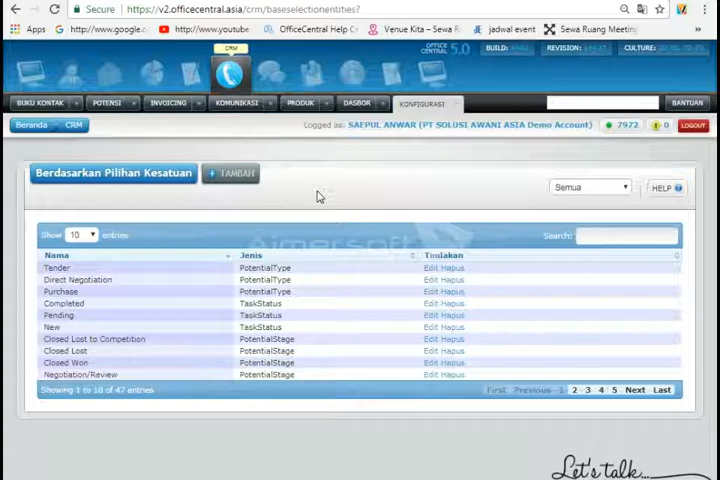 Secure https://v2.officecentral.asia/crm/baseselectionentities?
Apps http://www.google.c http://www.youtube OfficeCentral Help C Venue Kita – Sewa R jadwal event Sewa Ruang Meeting
CRM
OFFICE CENTRAL 5.0 BUILD: REVISION: CULTURE:
BUKU KONTAK POTENSI INVOICING KOMUNIKASI PRODUK DASBOR KONFIGURASI BANTUAN
Beranda CRM Logged as: SAEPUL ANWAR (PT SOLUSI AWANI ASIA Demo Account) 7972 0 LOGOUT
Berdasarkan Pilihan Kesatuan + TAMBAH
Semua HELP
Show 10 entries Search:
Aimersoft
Nama Jenis Tindakan
Tender PotentialType Edit Hapus
Direct Negotiation PotentialType Edit Hapus
Purchase PotentialType Edit Hapus
Completed TaskStatus Edit Hapus
Pending TaskStatus Edit Hapus
New TaskStatus Edit Hapus
Closed Lost to Competition PotentialStage Edit Hapus
Closed Lost PotentialStage Edit Hapus
Closed Won PotentialStage Edit Hapus
Negotiation/Review PotentialStage Edit Hapus
Showing 1 to 10 of 47 entries First Previous 1 2 3 4 5 Next Last
Let's talk...